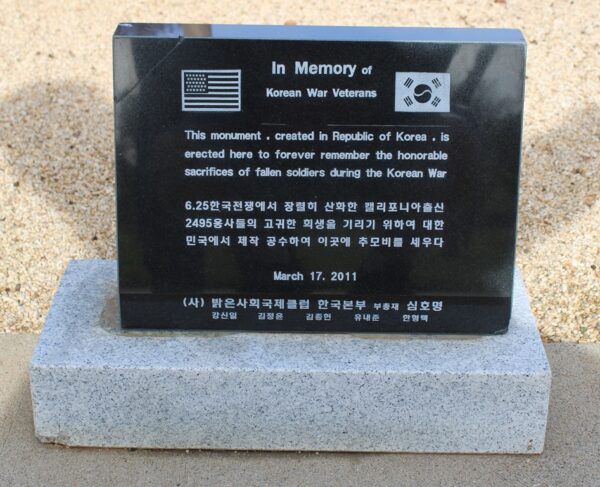 In Memory of
Korean War Veterans
This monument , created in Republic of Korea , is
erected here to forever remember the honorable
sacrifices of fallen soldiers during the Korean War
6.25한국전쟁에서 장렬히 산화한 캘리포니아출신
2495용사들의 고귀한 희생을 기리기 위하여 대한
민국에서 제작 공수하여 이곳에 추모비를 세우다
March 17. 2011
(사) 밝은사회국제클럽 한국본부 부총재 심호명
강신일 김정윤 김종헌 유내준 한형택